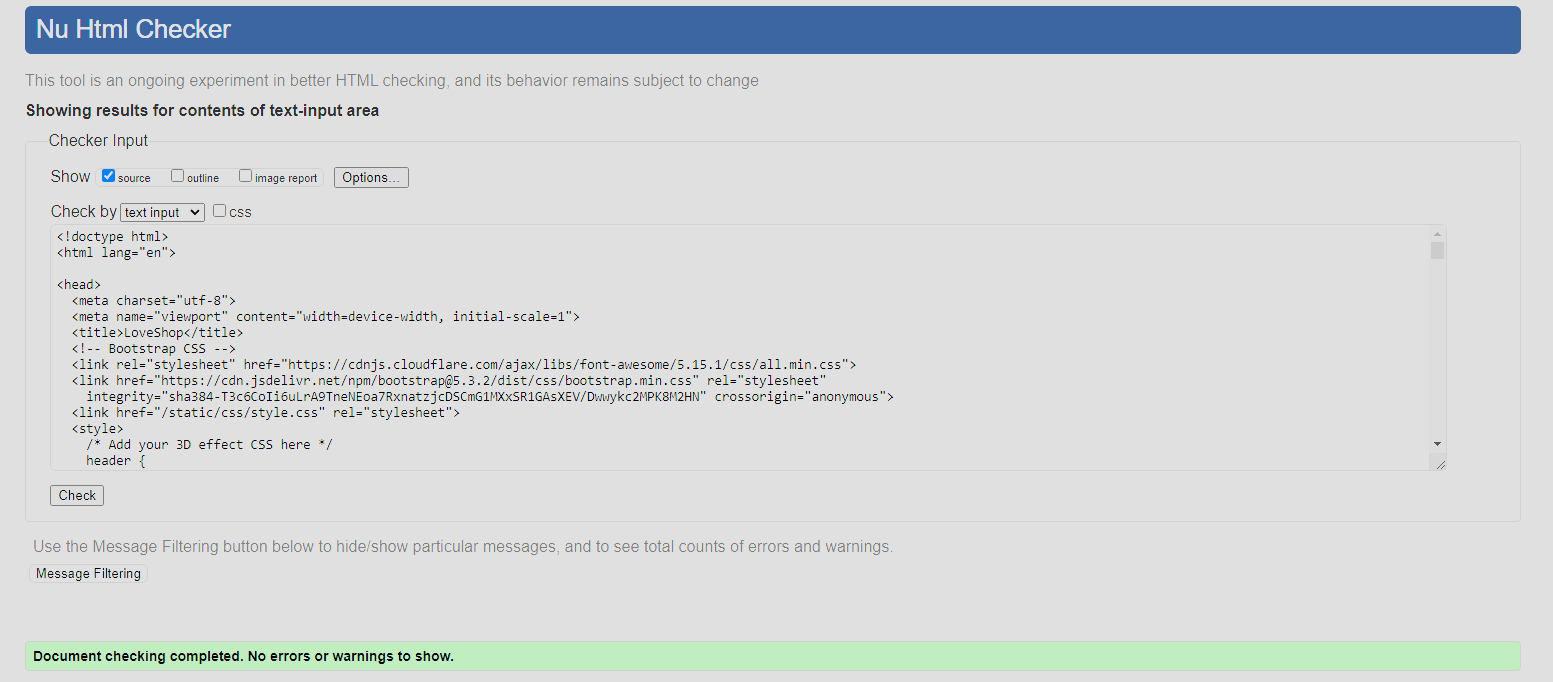 Nu Html Checker
This tool is an ongoing experiment in better HTML checking, and its behavior remains subject to change
Showing results for contents of text-input area
Checker Input
Show source outline image report Options...
Check by text input css
<!doctype html>
<html lang="en">
<head>
<meta charset="utf-8">
<meta name="viewport" content="width=device-width, initial-scale=1">
<title>LoveShop</title>
<!-- Bootstrap CSS -->
<link rel="stylesheet" href="https://cdnjs.cloudflare.com/ajax/libs/font-awesome/5.15.1/css/all.min.css">
<link href="https://cdn.jsdelivr.net/npm/bootstrap@5.3.2/dist/css/bootstrap.min.css" rel="stylesheet"
integrity="sha384-T3c6CoIi6uLrA9TneNEoa7RxnatzjcDSCmG1MXxSR1GAsXEV/Dwwykc2MPK8M2HN" crossorigin="anonymous">
<link href="/static/css/style.css" rel="stylesheet">
<style>
/* Add your 3D effect CSS here */
header {
Check
Use the Message Filtering button below to hide/show particular messages, and to see total counts of errors and warnings.
Message Filtering
Document checking completed. No errors or warnings to show.